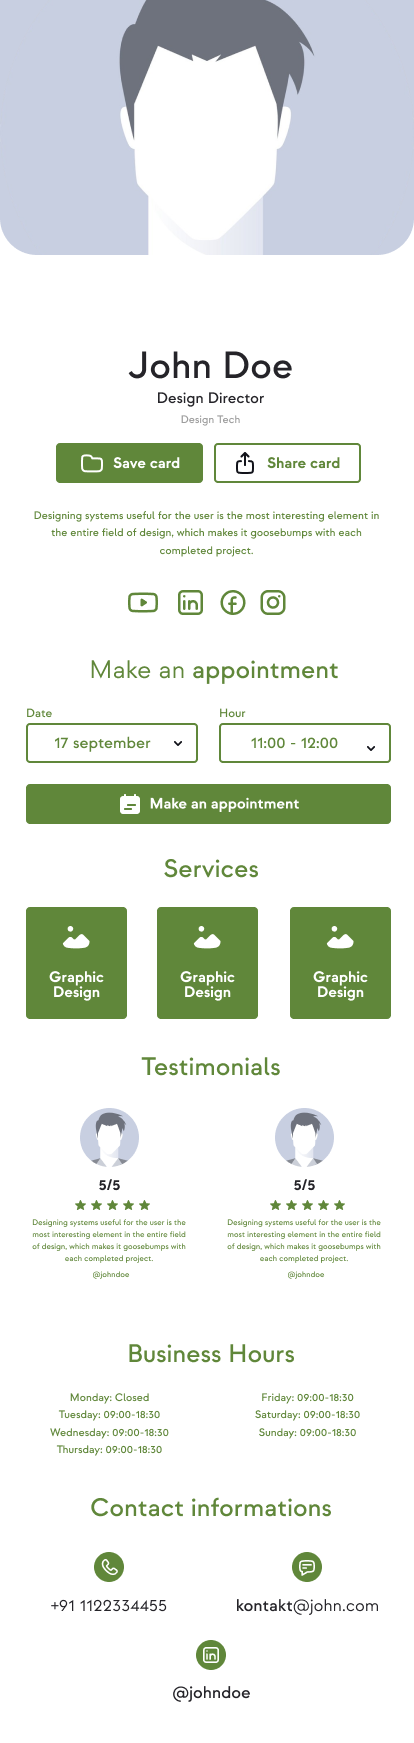 John Doe
Design Director
Design Tech
Save card
Share card
Designing systems useful for the user is the most interesting element in
the entire field of design, which makes it goosebumps with each
completed project.
Make an appointment
Date
Hour
17 september
11:00 - 12:00
Make an appointment
Services
Graphic
Design
Graphic
Design
Graphic
Design
Testimonials
5/5
Designing systems useful for the user is the
most interesting element in the entire field
of design, which makes it goosebumps with
each completed project.
@johndoe
5/5
Designing systems useful for the user is the
most interesting element in the entire field
of design, which makes it goosebumps with
each completed project.
@johndoe
Business Hours
Monday: Closed
Tuesday: 09:00-18:30
Wednesday: 09:00-18:30
Thursday: 09:00-18:30
Friday: 09:00-18:30
Saturday: 09:00-18:30
Sunday: 09:00-18:30
Contact informations
+91 1122334455
kontakt@john.com
@johndoe